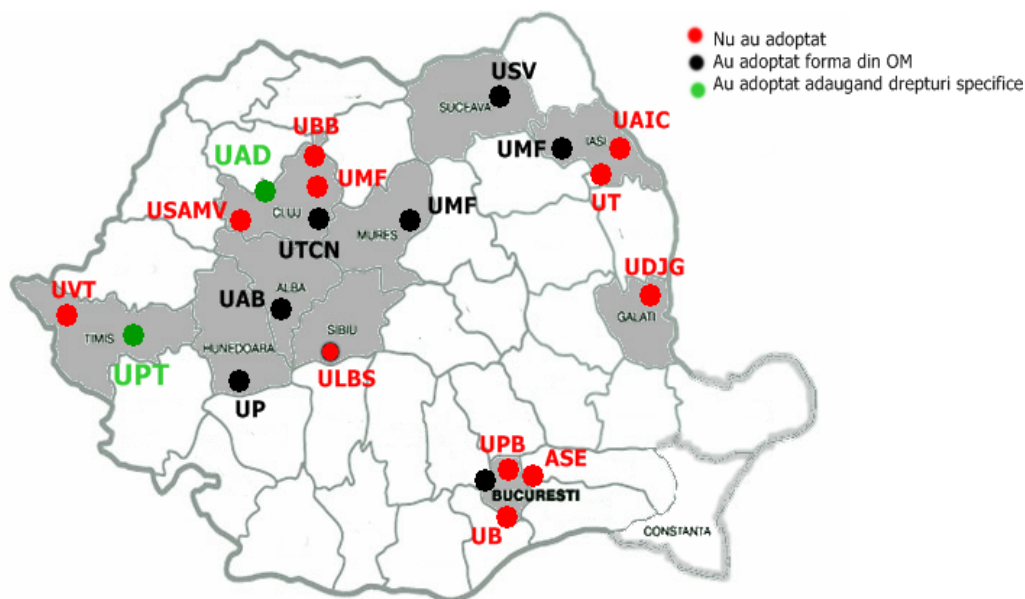 Nu au adoptat
Au adoptat forma din OM
Au adoptat adaugand drepturi specifice
USV
SUCEAVA
UAIC
IASI
UMF
UT
UBB
UAD
UMF
USAMV
CLUJ
UTCN
UMF
MURES
UDJG
GALATI
UVT
TIMIS
UPT
UAB
ALBA
HUNEDOARA
SIBIU
ULBS
UP
UPB
ASE
BUCURESTI
UB
CONSTANTA